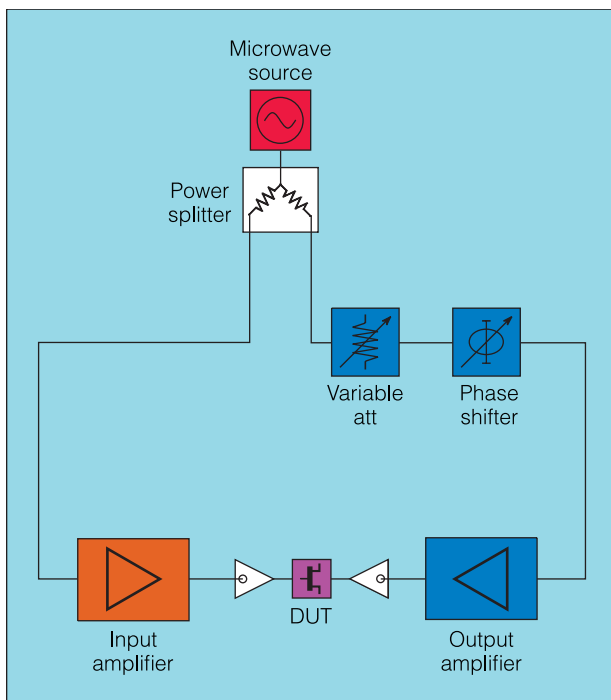 Microwave
source
Power
splitter
Variable
att
Phase
shifter
DUT
Input
amplifier
Output
amplifier